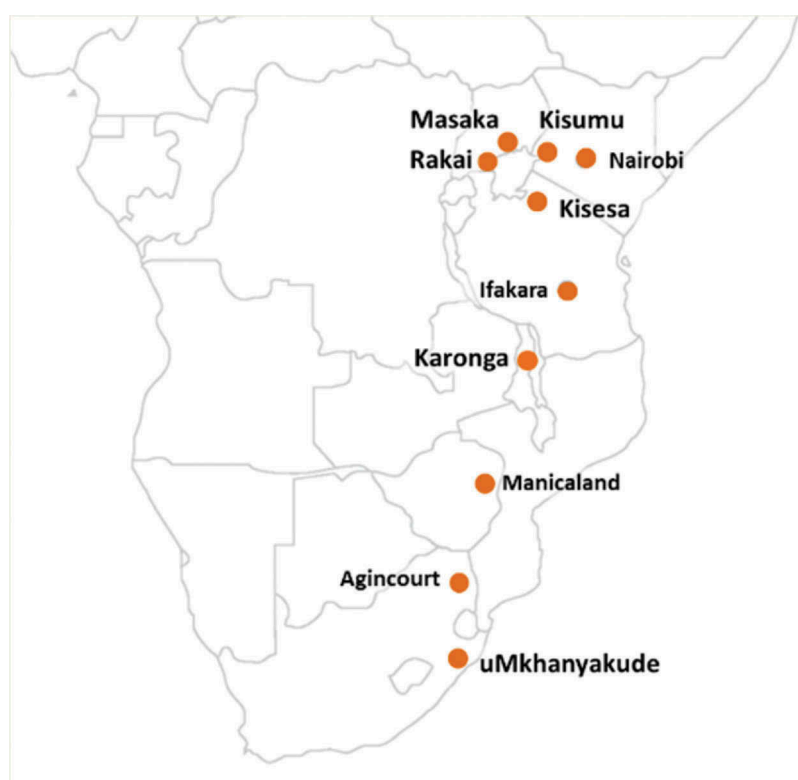 Masaka
Kisumu
Rakai
Nairobi
Kisesa
Ifakara
Karonga
Manicaland
Agincourt
uMkhanyakude